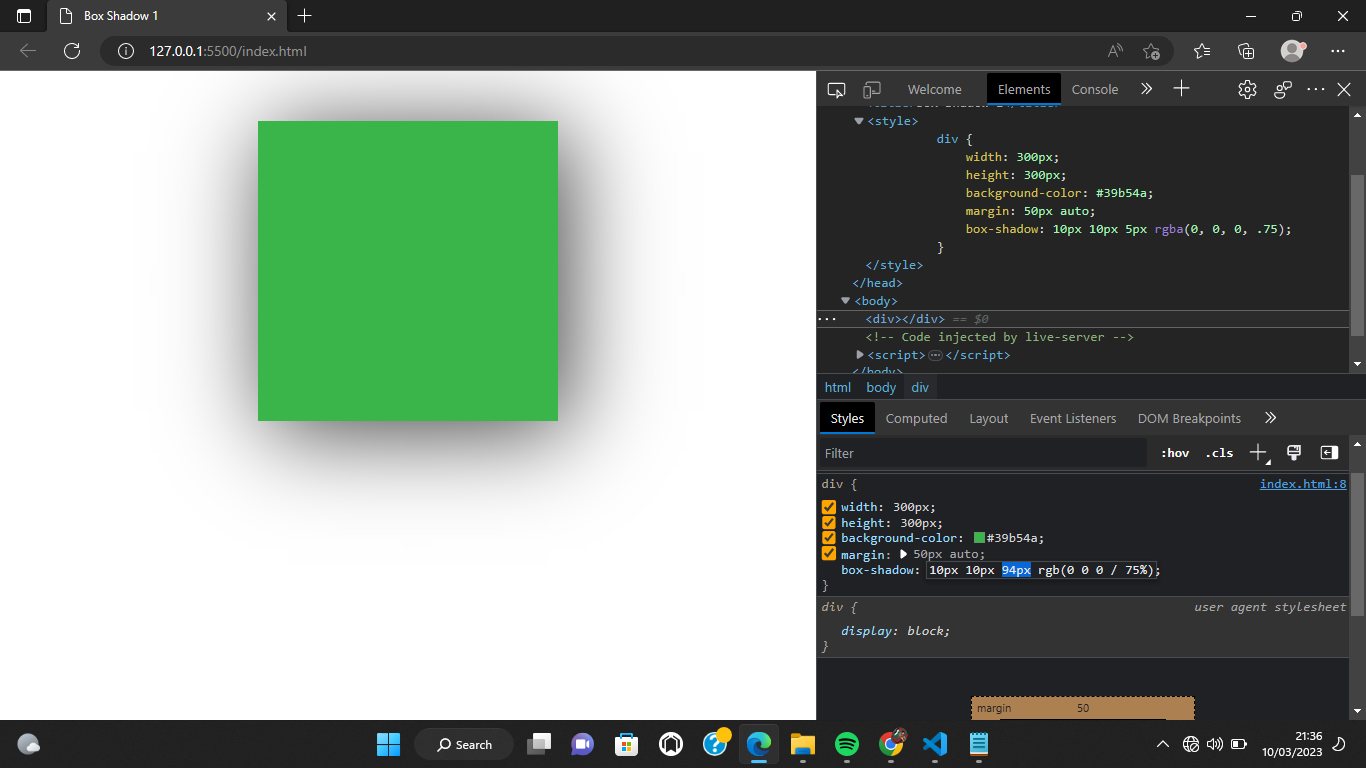 Box Shadow 1
127.0.0.1:5500/index.html
Welcome
Elements
Console
<style>
div {
width: 300px;
height: 300px;
background-color: #39b54a;
margin: 50px auto;
box-shadow: 10px 10px 5px rgba(0, 0, 0, .75);
}
</style>
</head>
<body>
<div></div> == $0
<!-- Code injected by live-server -->
<script>⋯</script>
</body>
html body div
Styles
Computed
Layout
Event Listeners
DOM Breakpoints
Filter
:hov .cls
div {
index.html:8
width: 300px;
height: 300px;
background-color: #39b54a;
margin: 50px auto;
box-shadow: 10px 10px 94px rgb(0 0 0 / 75%);
}
div {
user agent stylesheet
display: block;
}
margin
50
Search
21:36
10/03/2023